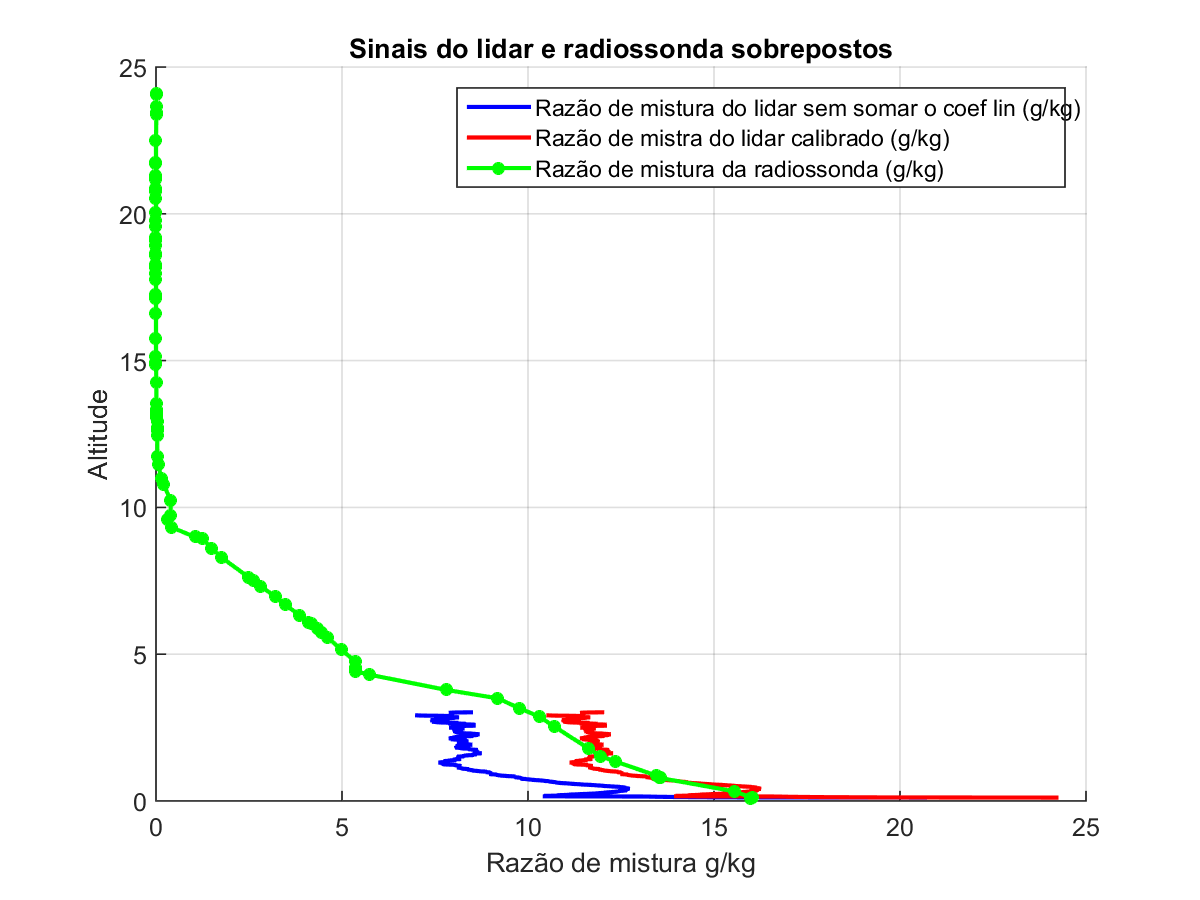 Sinais do lidar e radiossonda sobrepostos
25
Razão de mistura do lidar sem somar o coef lin (g/kg)
Razão de mistra do lidar calibrado (g/kg)
Razão de mistura da radiossonda (g/kg)
20
15
Altitude
10
5
0
0 5 10 15 20 25
Razão de mistura g/kg